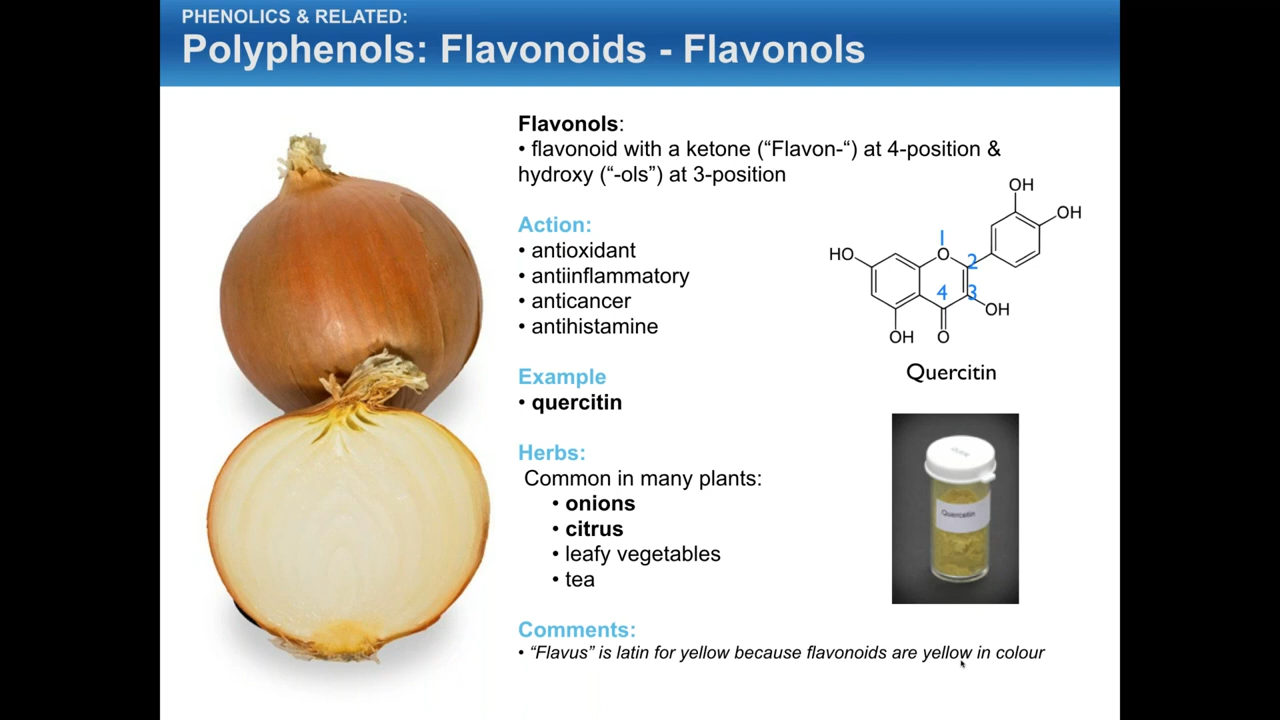 PHENOLICS & RELATED:
Polyphenols: Flavonoids - Flavonols
Flavonols:
• flavonoid with a ketone (“Flavon-“) at 4-position &
hydroxy (“-ols”) at 3-position
Action:
• antioxidant
• antiinflammatory
• anticancer
• antihistamine
Example
• quercitin
Herbs:
Common in many plants:
• onions
• citrus
• leafy vegetables
• tea
Comments:
• “Flavus” is latin for yellow because flavonoids are yellow in colour
OH
OH
HO
1
O
2
4
3
OH
OH
O
Quercitin
Quercetin